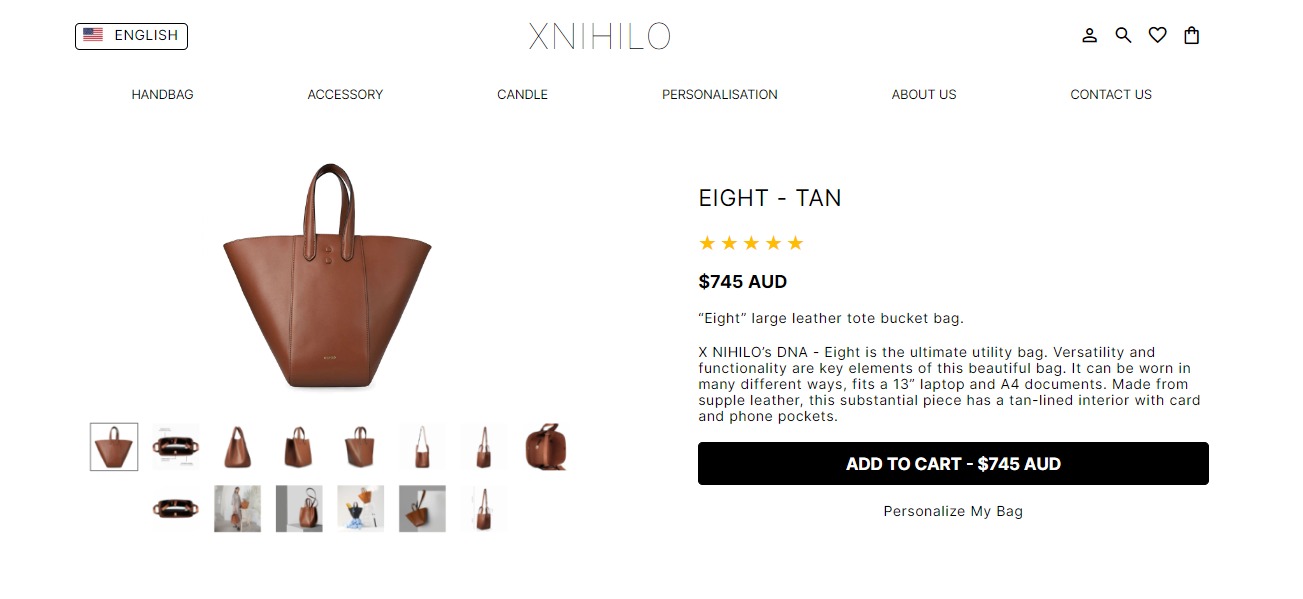 ENGLISH
XNIHILO
HANDBAG
ACCESSORY
CANDLE
PERSONALISATION
ABOUT US
CONTACT US
EIGHT - TAN
$745 AUD
“Eight” large leather tote bucket bag.
X NIHILO’s DNA - Eight is the ultimate utility bag. Versatility and
functionality are key elements of this beautiful bag. It can be worn in
many different ways, fits a 13” laptop and A4 documents. Made from
supple leather, this substantial piece has a tan-lined interior with card
and phone pockets.
ADD TO CART - $745 AUD
Personalize My Bag